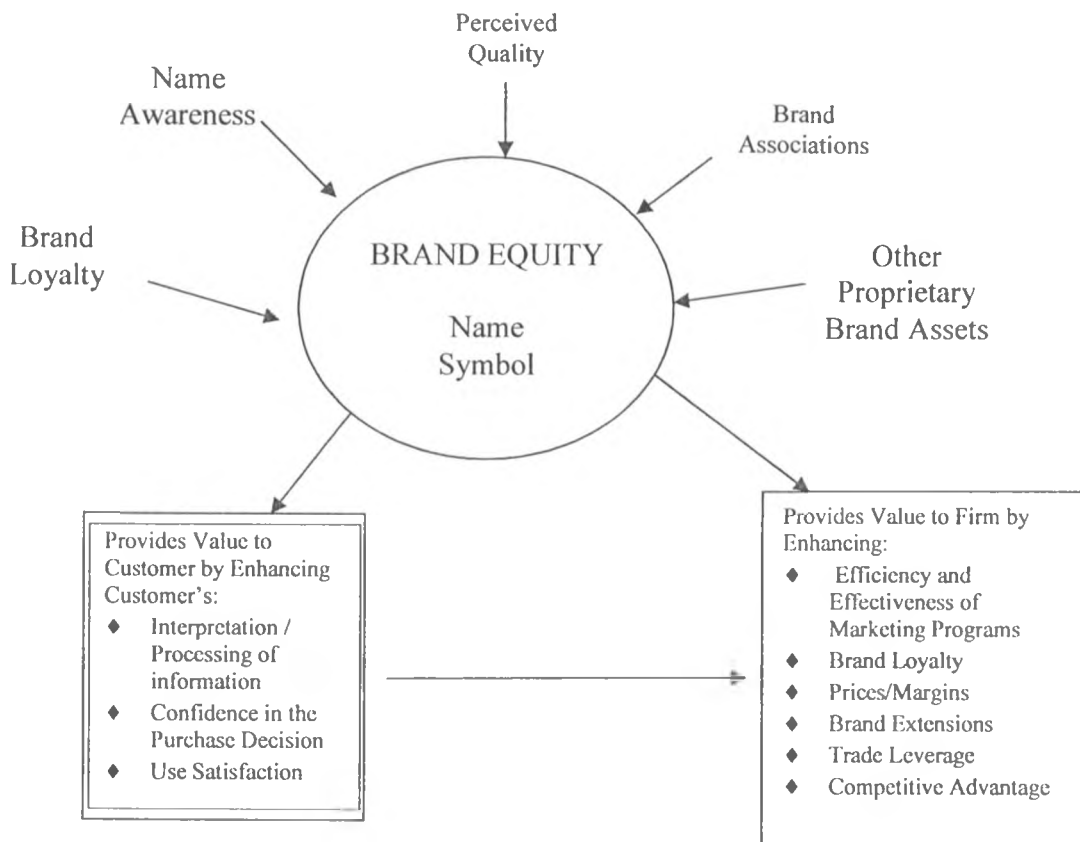 Perceived
Quality
Name
Awareness
Brand
Associations
Brand
Loyalty
BRAND EQUITY
Name
Symbol
Other
Proprietary
Brand Assets
Provides Value to
Customer by Enhancing
Customer's:
♦ Interpretation /
Processing of
information
♦ Confidence in the
Purchase Decision
♦ Use Satisfaction
Provides Value to Firm by
Enhancing:
♦ Efficiency and
Effectiveness of
Marketing Programs
♦ Brand Loyalty
♦ Prices/Margins
♦ Brand Extensions
♦ Trade Leverage
♦ Competitive Advantage